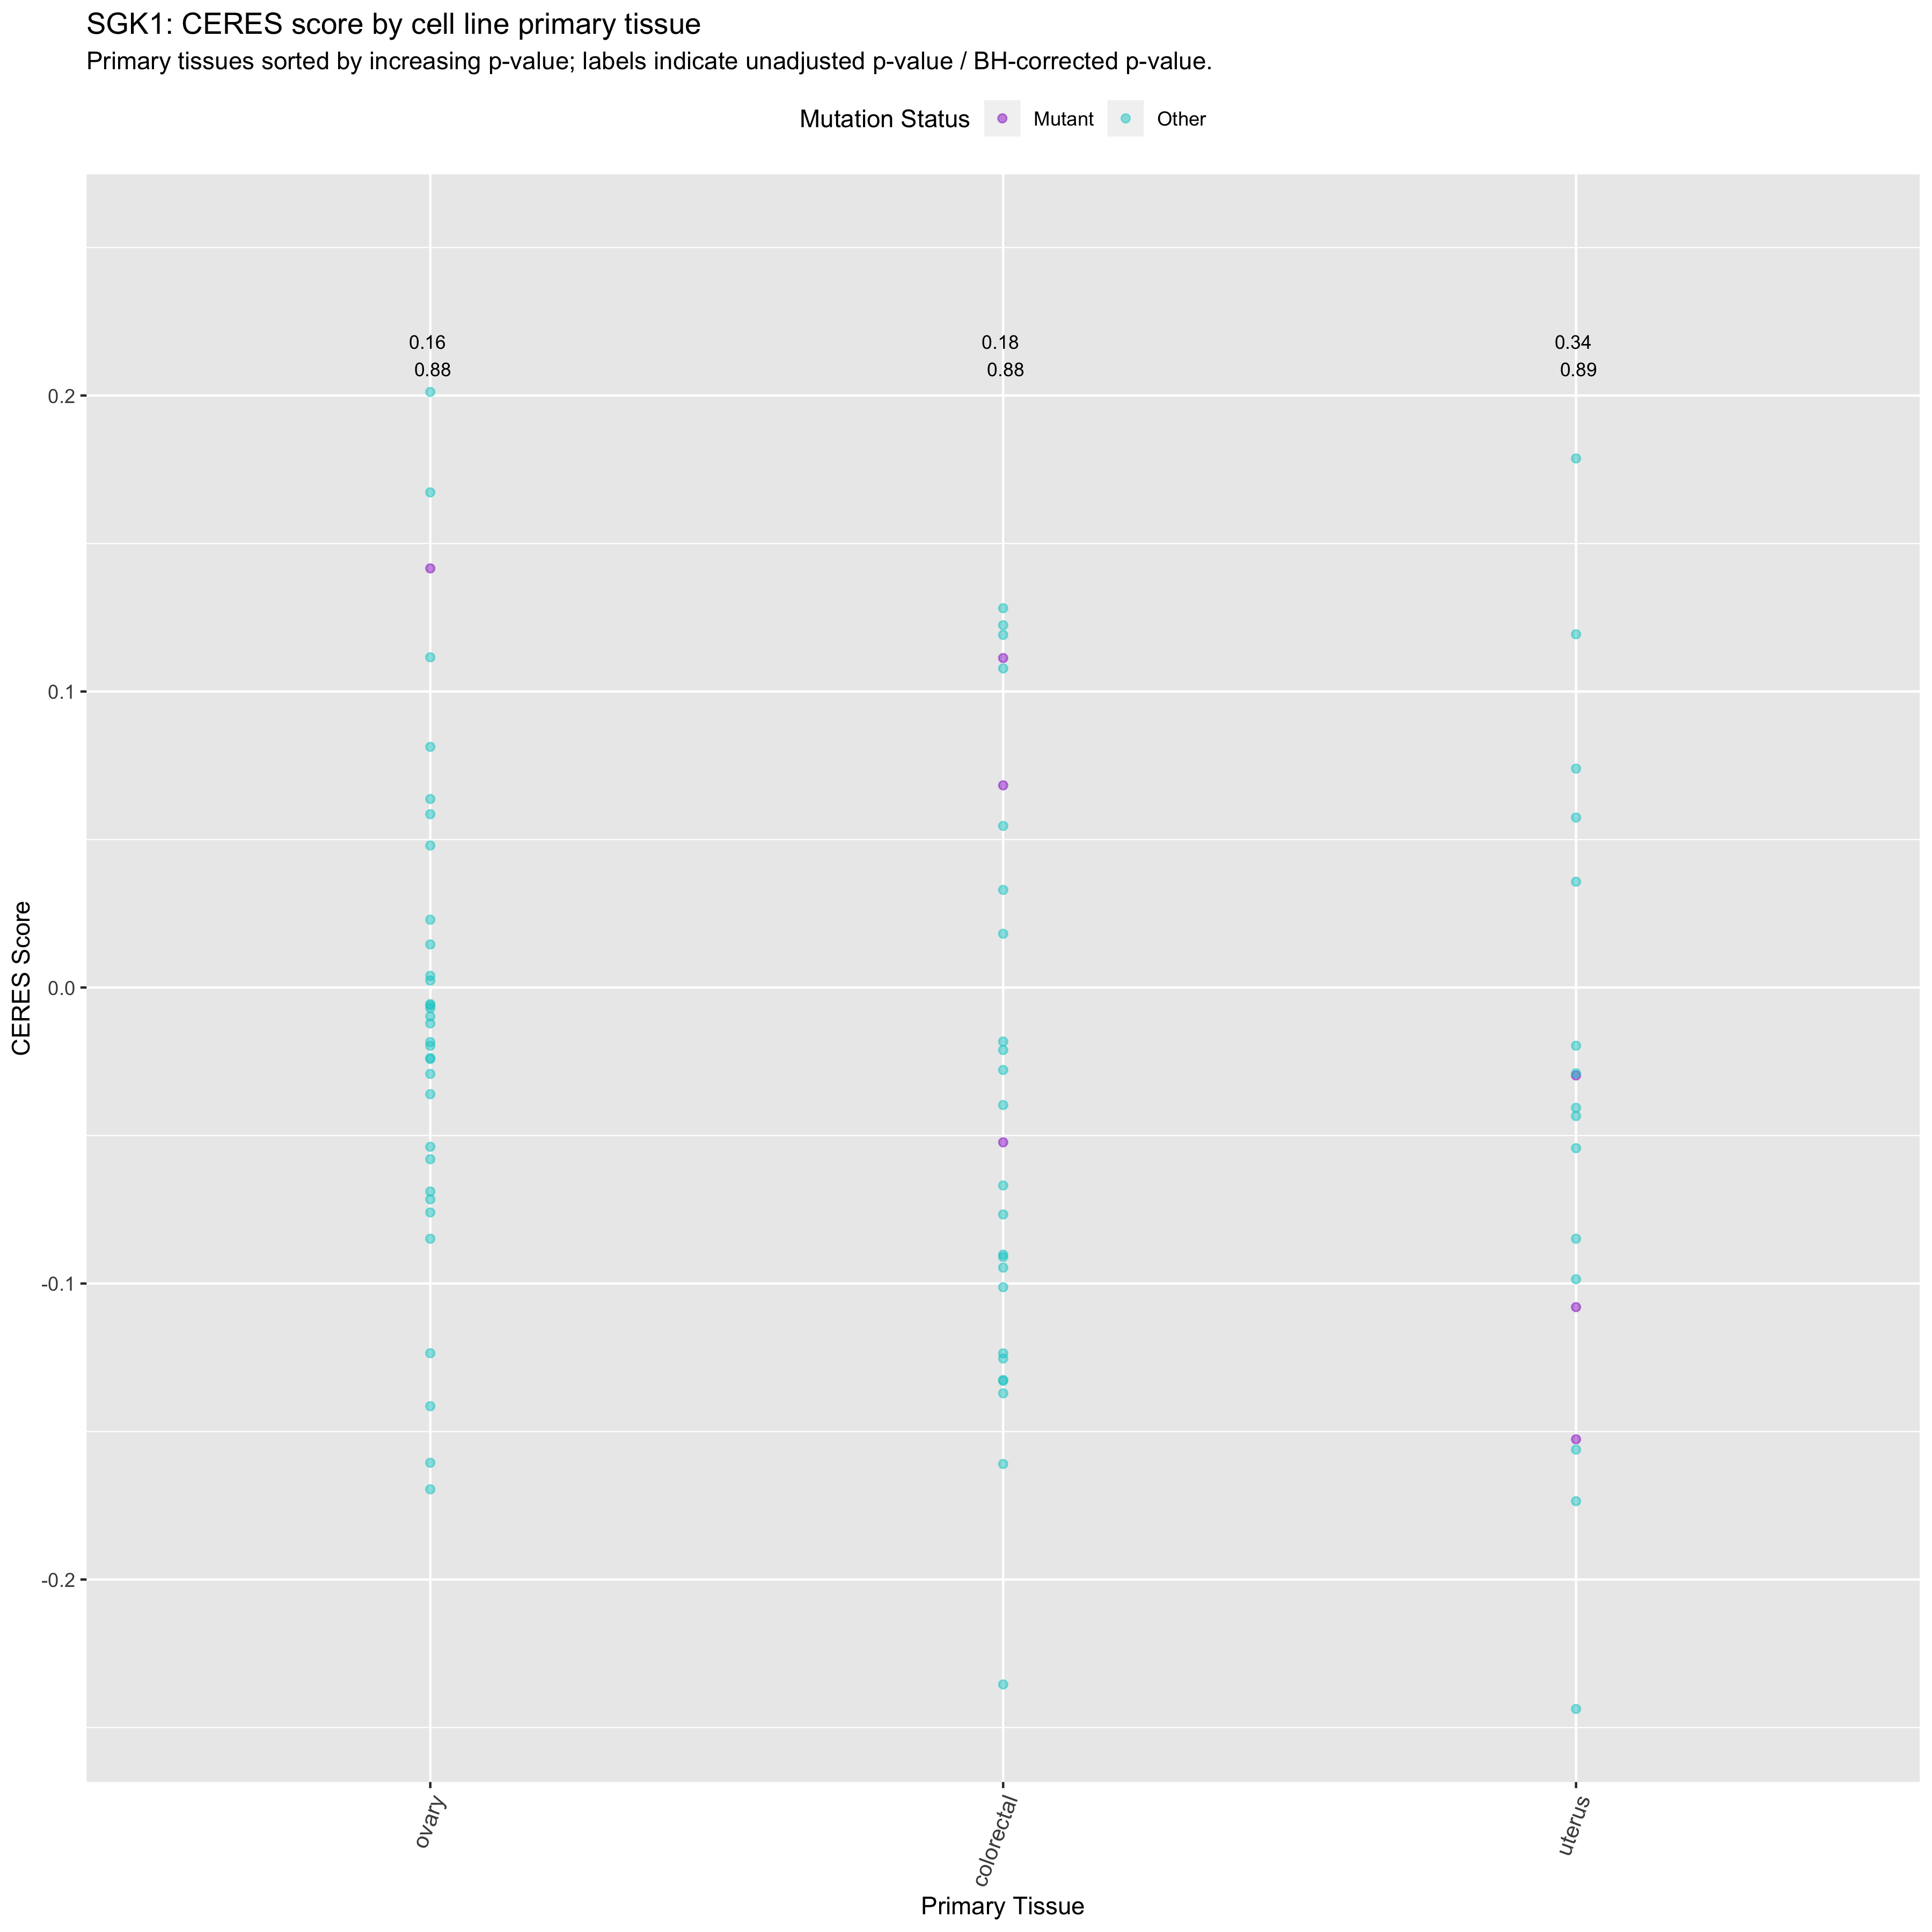 SGK1: CERES score by cell line primary tissue
Primary tissues sorted by increasing p-value; labels indicate unadjusted p-value / BH-corrected p-value.
Mutation Status Mutant Other
0.16 0.18 0.34
0.88 0.88 0.89
0.2
0.1
0.0
-0.1
-0.2
CERES Score
ovary colorectal uterus
Primary Tissue